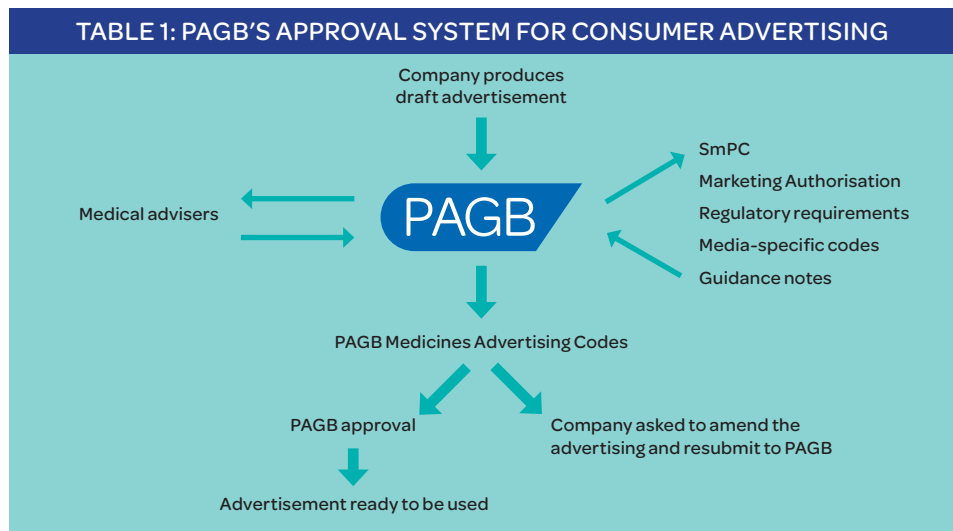 TABLE 1: PAGB'S APPROVAL SYSTEM FOR CONSUMER ADVERTISING
Company produces
draft advertisement
Medical advisers
PAGB
SmPC
Marketing Authorisation
Regulatory requirements
Media-specific codes
Guidance notes
PAGB Medicines Advertising Codes
PAGB approval
Company asked to amend the
advertising and resubmit to PAGB
Advertisement ready to be used